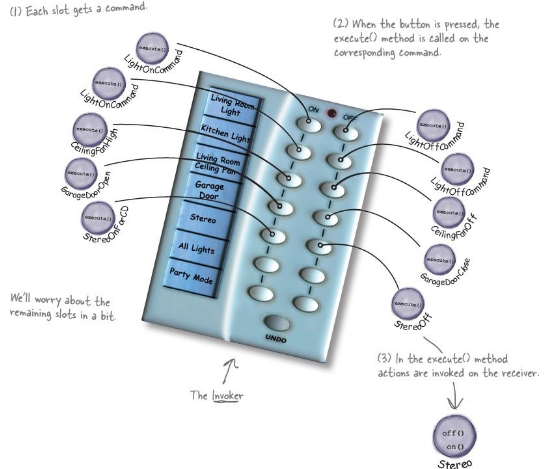 (1) Each slot gets a command.
(2) When the button is pressed, the
execute() method is called on the
corresponding command.
execute()
LightOnCommand
execute()
LightOnCommand
execute()
CeilingFanHigh
execute()
GarageDoorOpen
execute()
StereoOnForCD
ON
OFF
Living Room
Light
Kitchen Light
Living Room
Ceiling Fan
Garage
Door
Stereo
All Lights
Party Mode
UNDO
execute()
LightOffCommand
execute()
LightOffCommand
execute()
CeilingFanOff
execute()
GarageDoorClose
execute()
StereoOff
We'll worry about the
remaining slots in a bit.
The Invoker
(3) In the execute() method
actions are invoked on the receiver.
off()
on()
Stereo